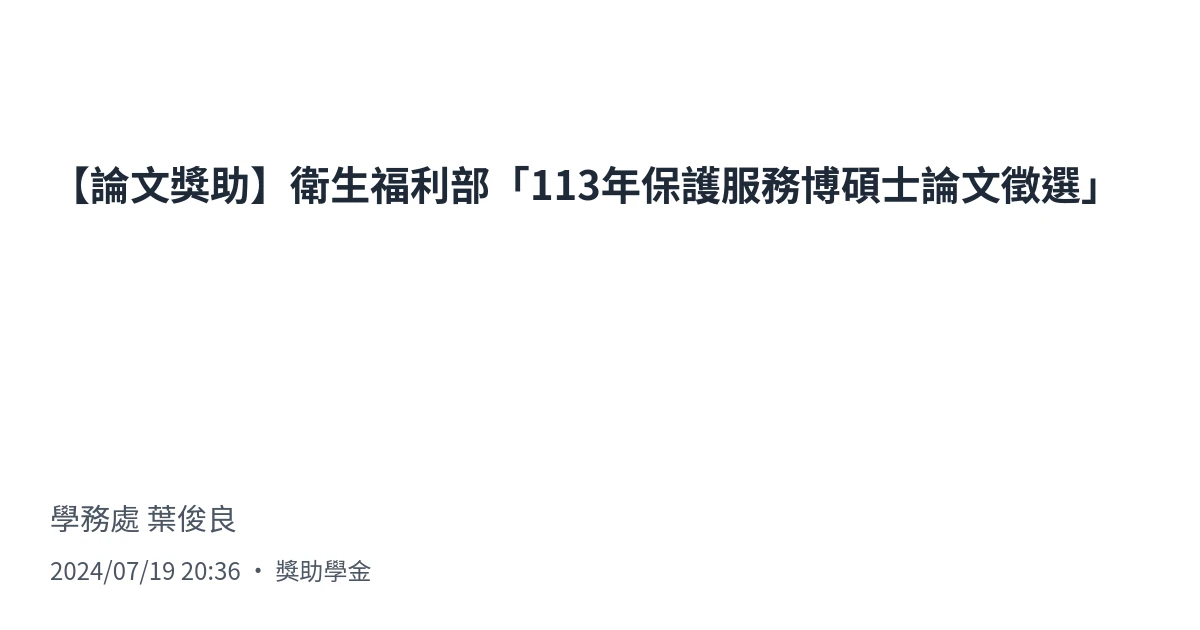 【論文獎助】衛生福利部「113年保護服務博碩士論文徵選」
學務處 葉俊良
2024/07/19 20:36 • 獎助學金